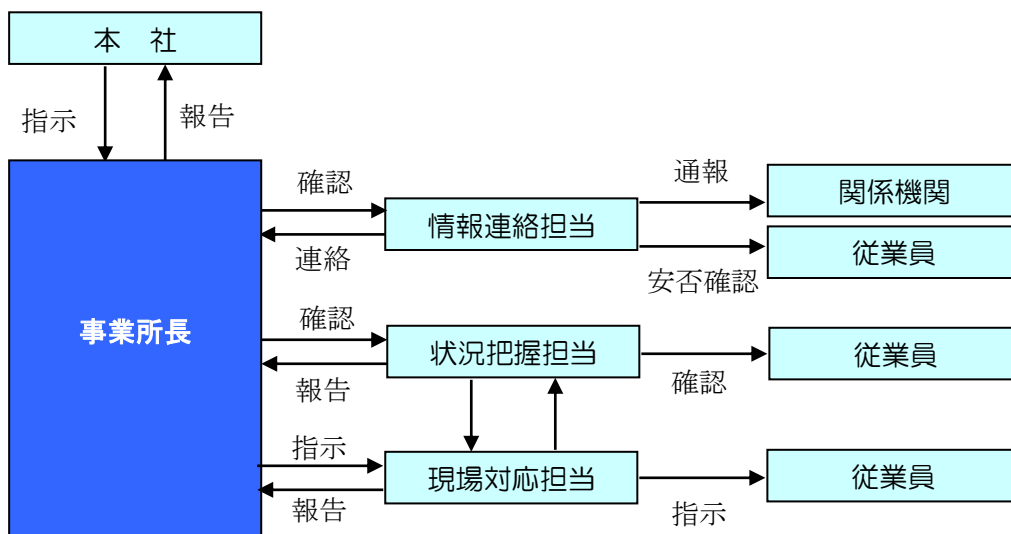 本　社
指示
報告
事業所長
確認
連絡
情報連絡担当
通報
安否確認
関係機関
従業員
確認
報告
状況把握担当
確認
従業員
指示
報告
現場対応担当
指示
従業員